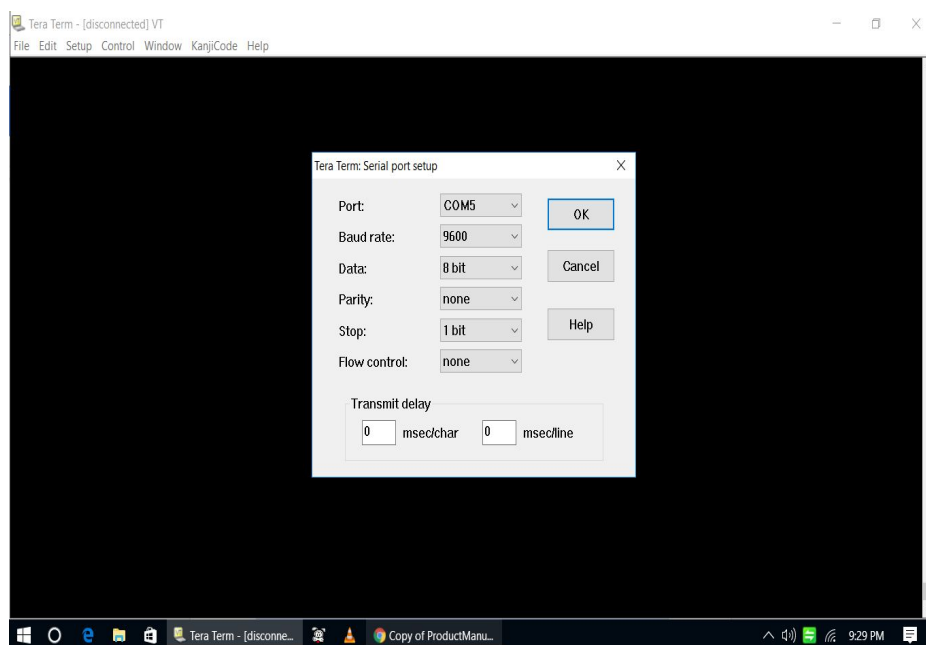 Tera Term - [disconnected] VT
File Edit Setup Control Window KanjiCode Help
Tera Term: Serial port setup
Port: COM5
OK
Baud rate: 9600
Data: 8 bit
Cancel
Parity: none
Stop: 1 bit
Help
Flow control: none
Transmit delay
0 msec/char 0 msec/line
Tera Term - [disconne... Copy of ProductManu... 9:29 PM